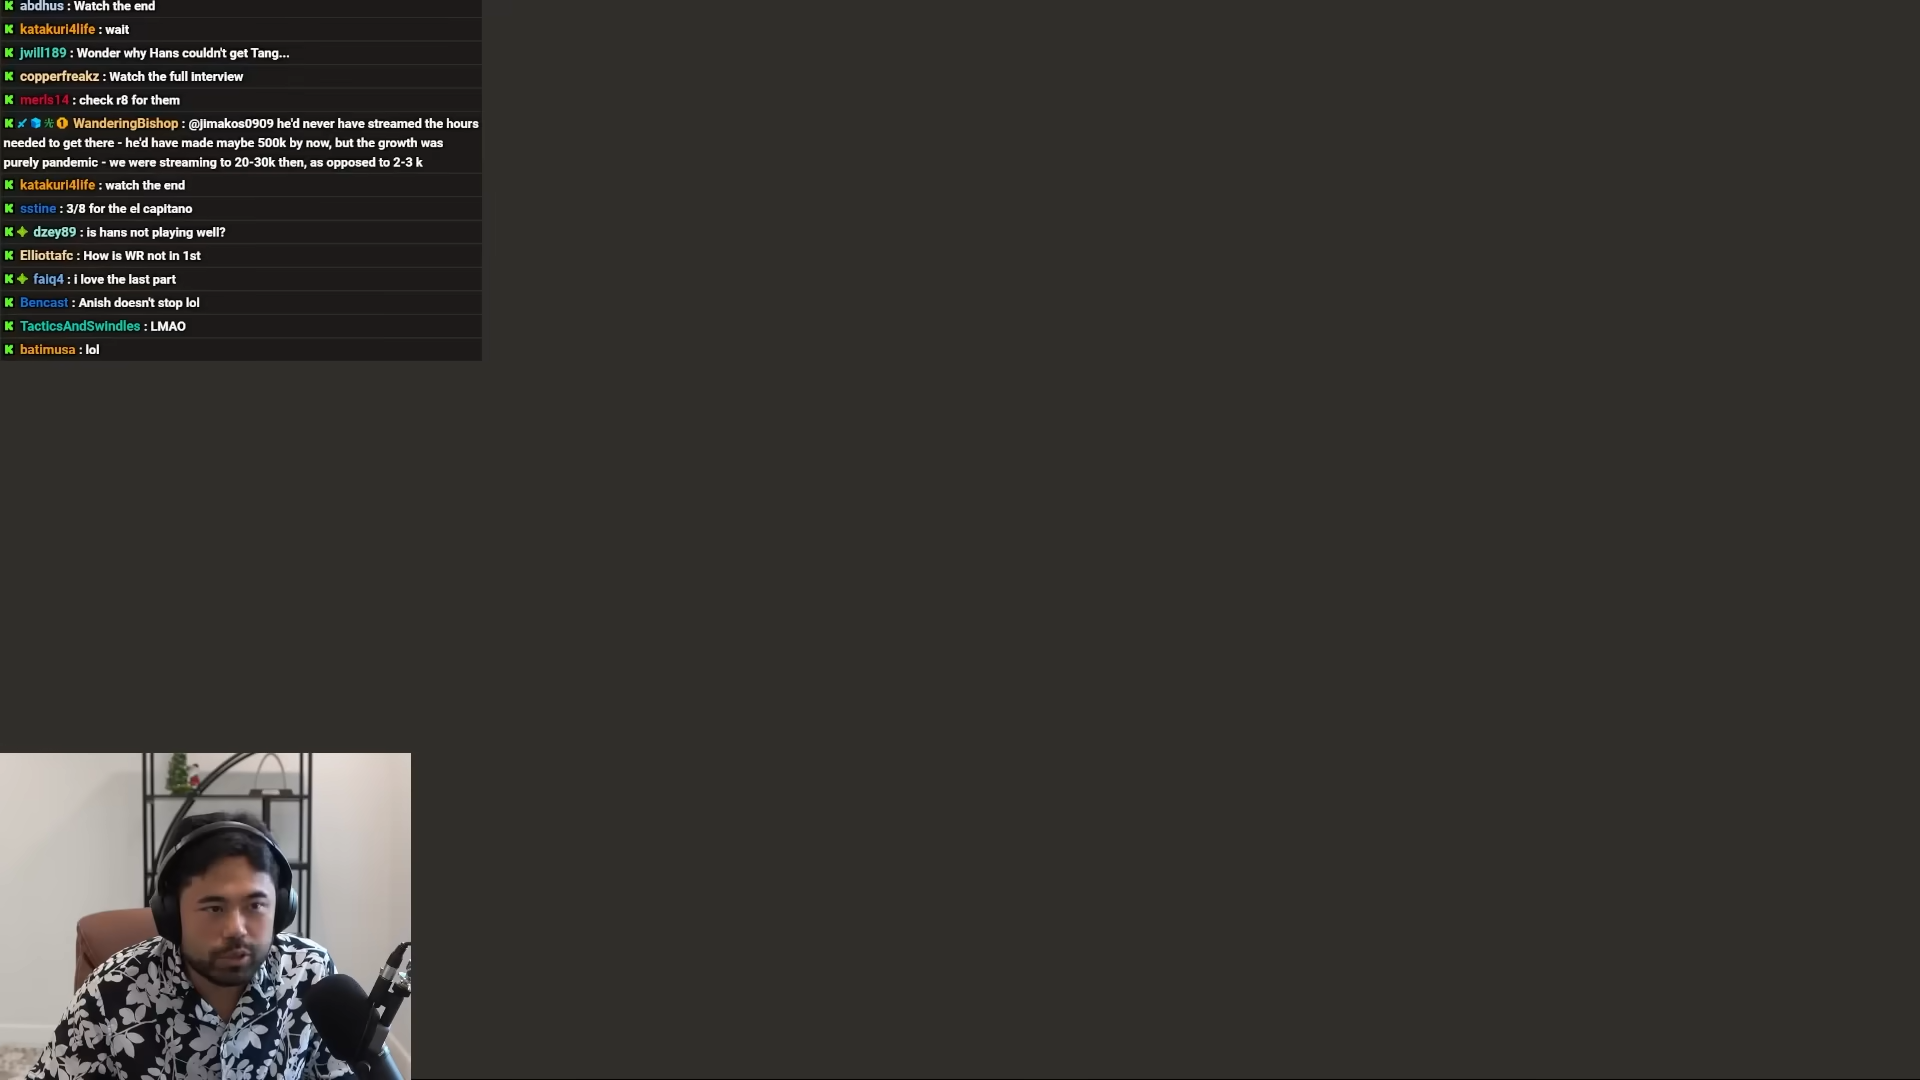 abdhus : Watch the end
katakuri4life : wait
jwill189 : Wonder why Hans couldn't get Tang...
copperfreakz : Watch the full interview
merls14 : check r8 for them
1 WanderingBishop : @jimakos0909 he'd never have streamed the hours
needed to get there - he'd have made maybe 500k by now, but the growth was
purely pandemic - we were streaming to 20-30k then, as opposed to 2-3 k
katakuri4life : watch the end
sstine : 3/8 for the el capitano
dzey89 : is hans not playing well?
Elliottafc : How is WR not in 1st
faiq4 : i love the last part
Bencast : Anish doesn't stop lol
TacticsAndSwindles : LMAO
batimusa : lol